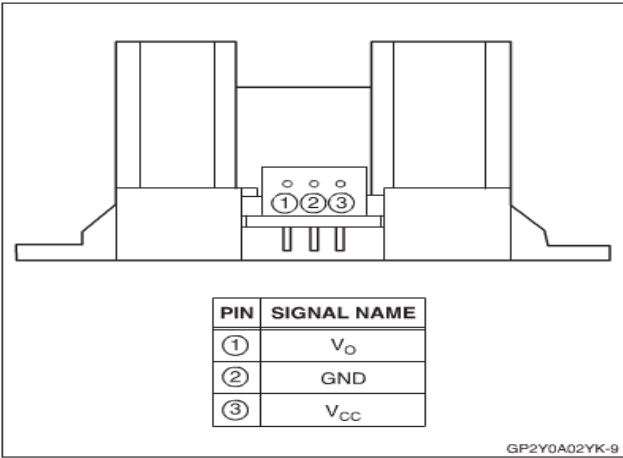 ①②③
PIN SIGNAL NAME
① VO
② GND
③ VCC
GP2Y0A02YK-9